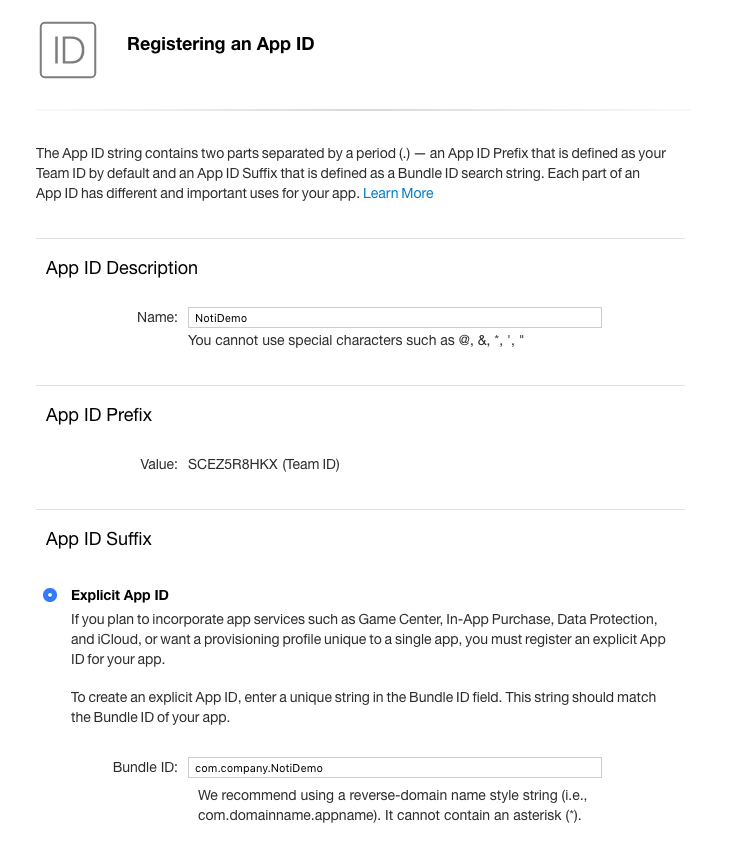 ID
Registering an App ID
The App ID string contains two parts separated by a period (.) — an App ID Prefix that is defined as your
Team ID by default and an App ID Suffix that is defined as a Bundle ID search string. Each part of an
App ID has different and important uses for your app. Learn More
App ID Description
Name: NotiDemo
You cannot use special characters such as @, &, *, ', "
App ID Prefix
Value: SCEZ5R8HKX (Team ID)
App ID Suffix
Explicit App ID
If you plan to incorporate app services such as Game Center, In-App Purchase, Data Protection,
and iCloud, or want a provisioning profile unique to a single app, you must register an explicit App
ID for your app.
To create an explicit App ID, enter a unique string in the Bundle ID field. This string should match
the Bundle ID of your app.
Bundle ID: com.company.NotiDemo
We recommend using a reverse-domain name style string (i.e.,
com.domainname.appname). It cannot contain an asterisk (*).